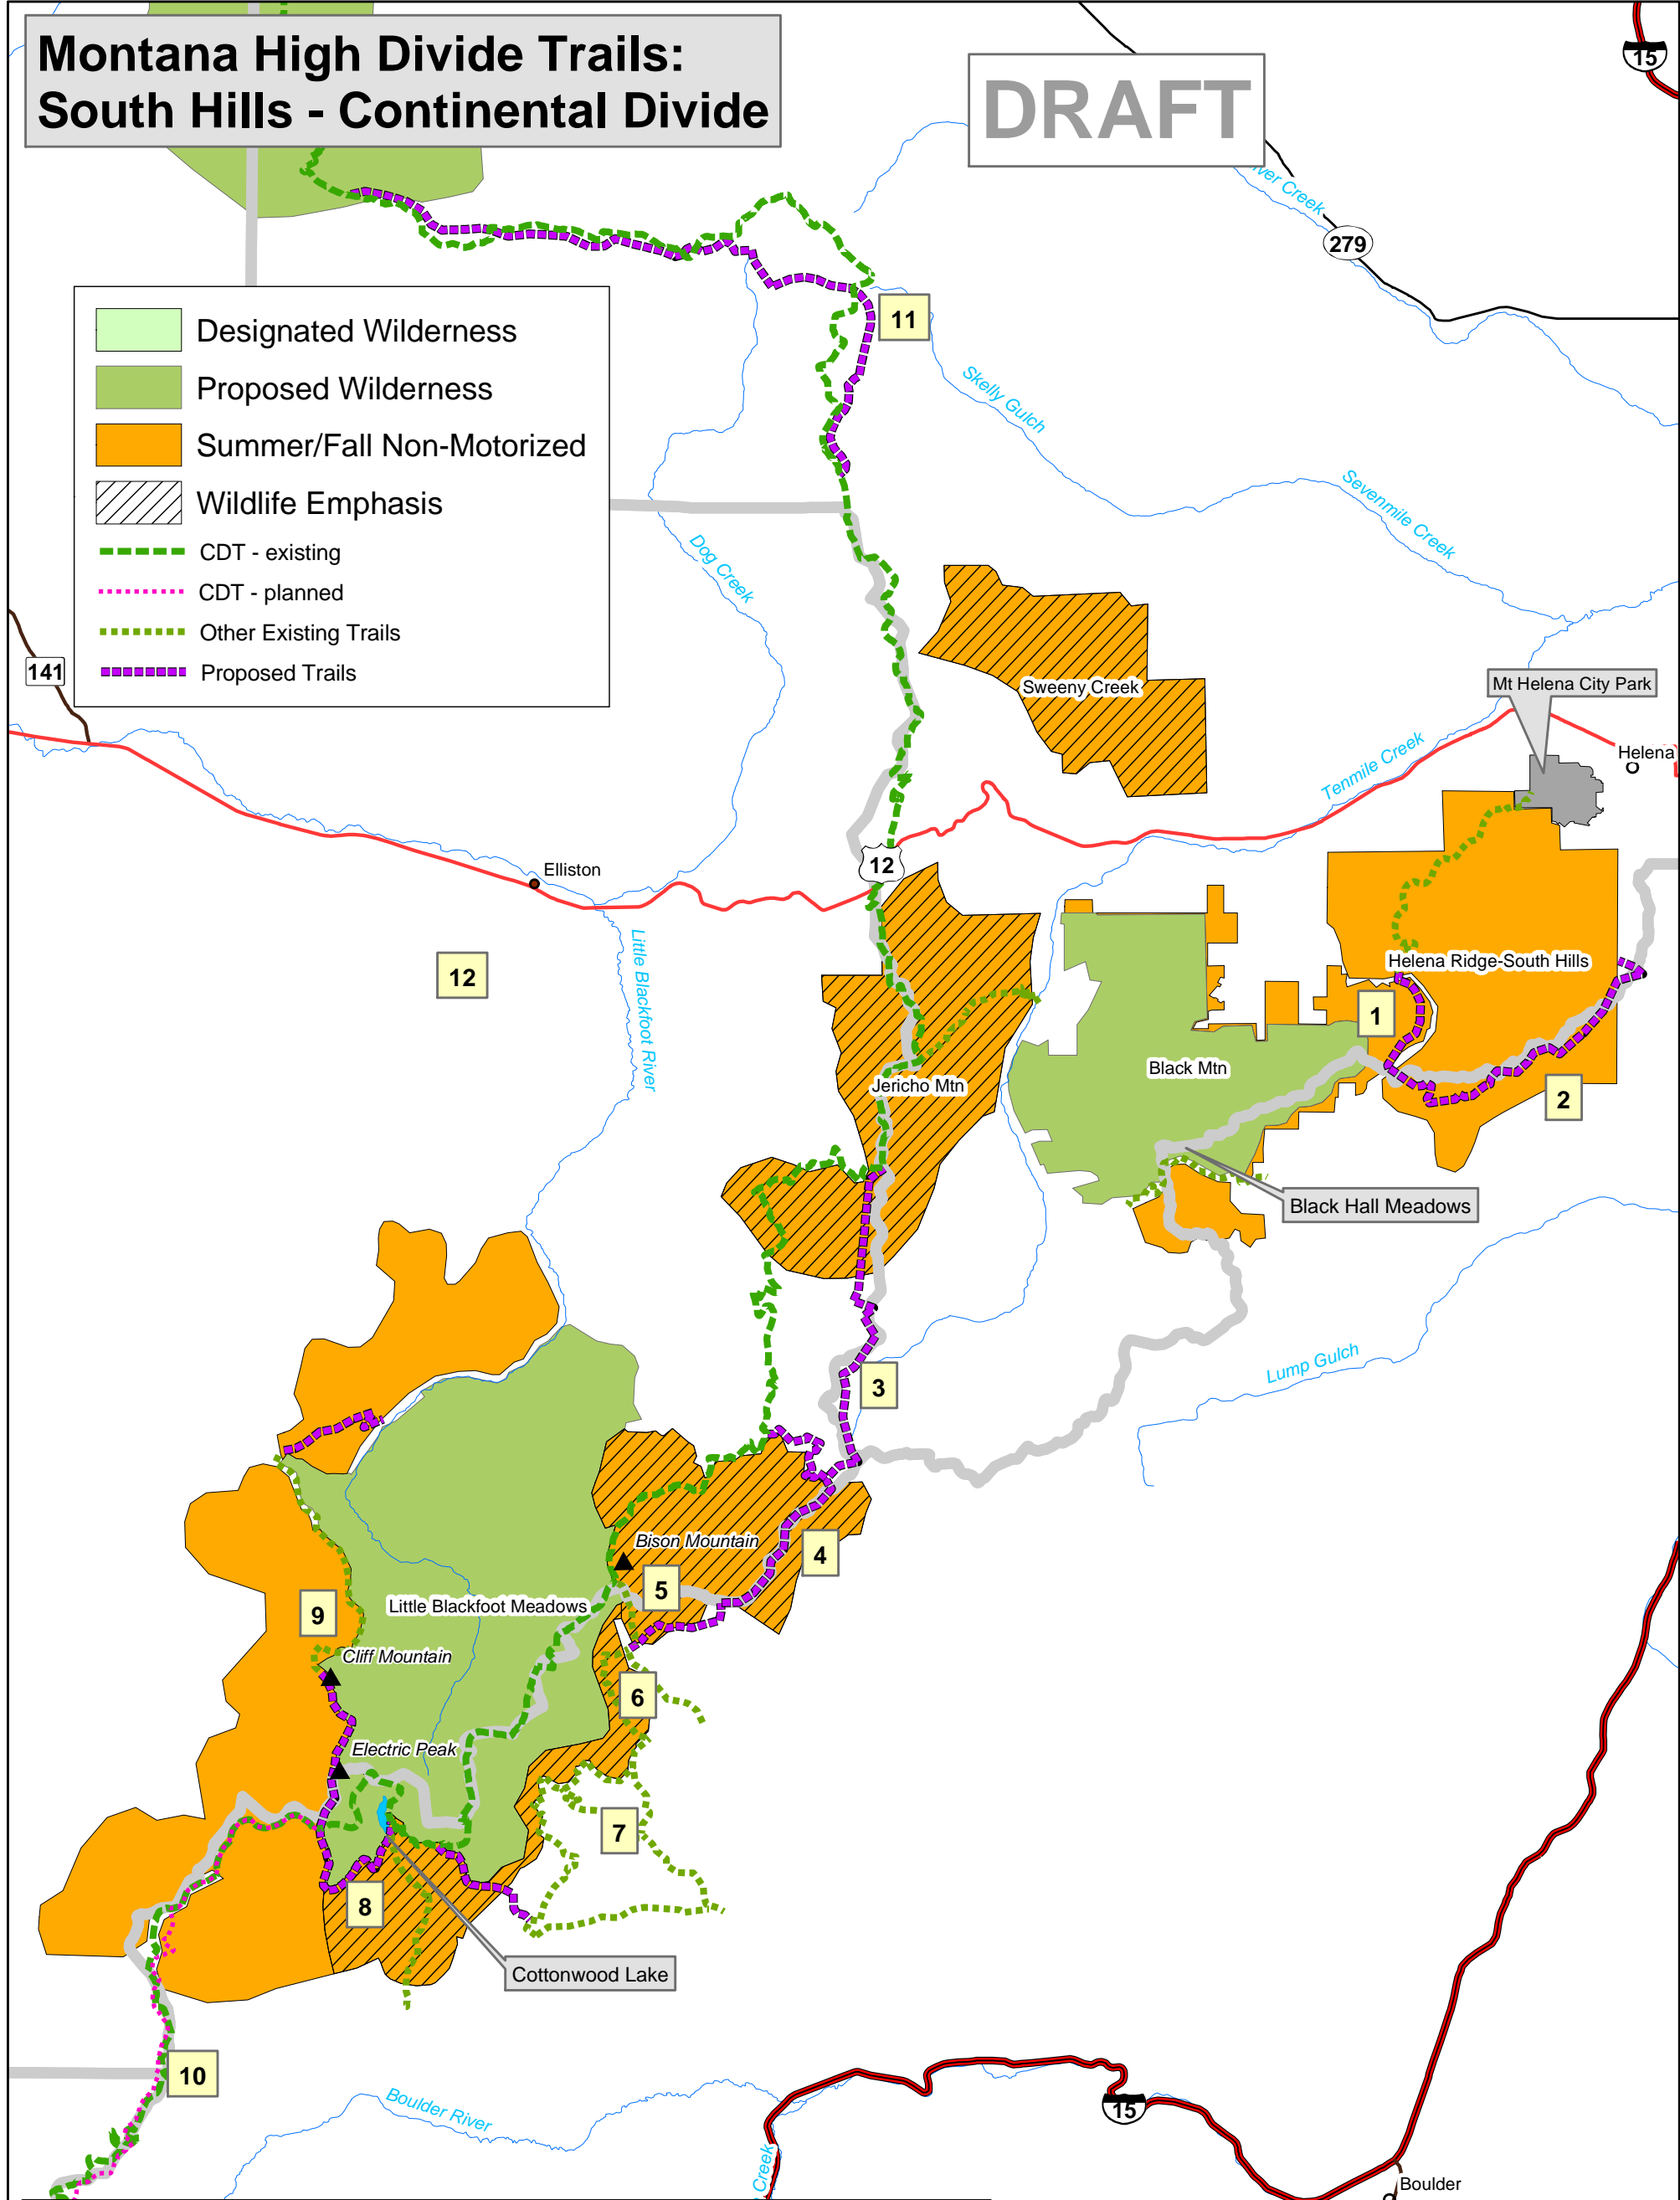 Montana High Divide Trails:
South Hills - Continental Divide
DRAFT
15
279
11
Designated Wilderness
Proposed Wilderness
Summer/Fall Non-Motorized
Wildlife Emphasis
CDT - existing
CDT - planned
Other Existing Trails
Proposed Trails
Skelly Gulch
Sevenmile Creek
Dog Creek
141
Sweeny Creek
Mt Helena City Park
Helena
Tenmile Creek
12
Elliston
Little Blackfoot River
12
Helena Ridge-South Hills
1
Black Mtn
Jericho Mtn
2
Black Hall Meadows
Lump Gulch
3
Bison Mountain
4
5
Little Blackfoot Meadows
9
Cliff Mountain
6
Electric Peak
7
8
Cottonwood Lake
10
Boulder River
15
Creek
Boulder